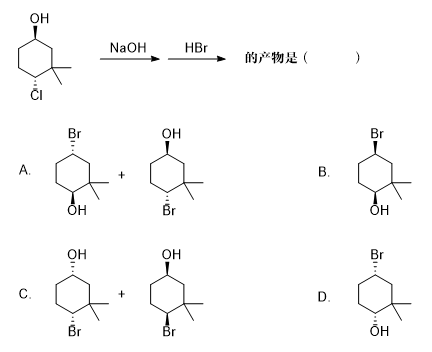 OH
NaOH HBr 的产物是 ( )
Cl
Br OH Br
A. + B.
OH Br OH
OH OH Br
C. + D.
Br Br OH